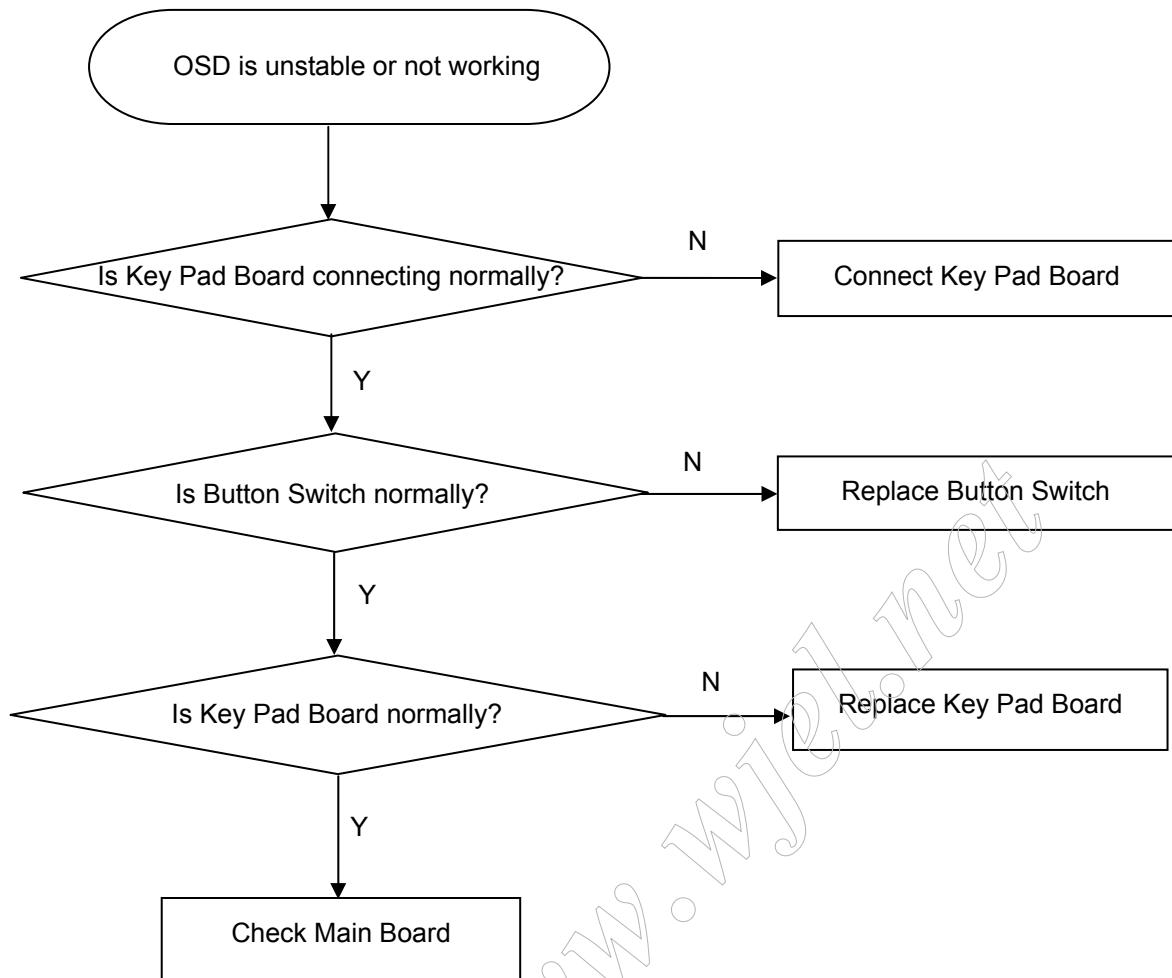 OSD is unstable or not working
Is Key Pad Board connecting normally?
N
Connect Key Pad Board
Y
Is Button Switch normally?
N
Replace Button Switch
Y
Is Key Pad Board normally?
N
Replace Key Pad Board
Y
Check Main Board
w.wjel.net